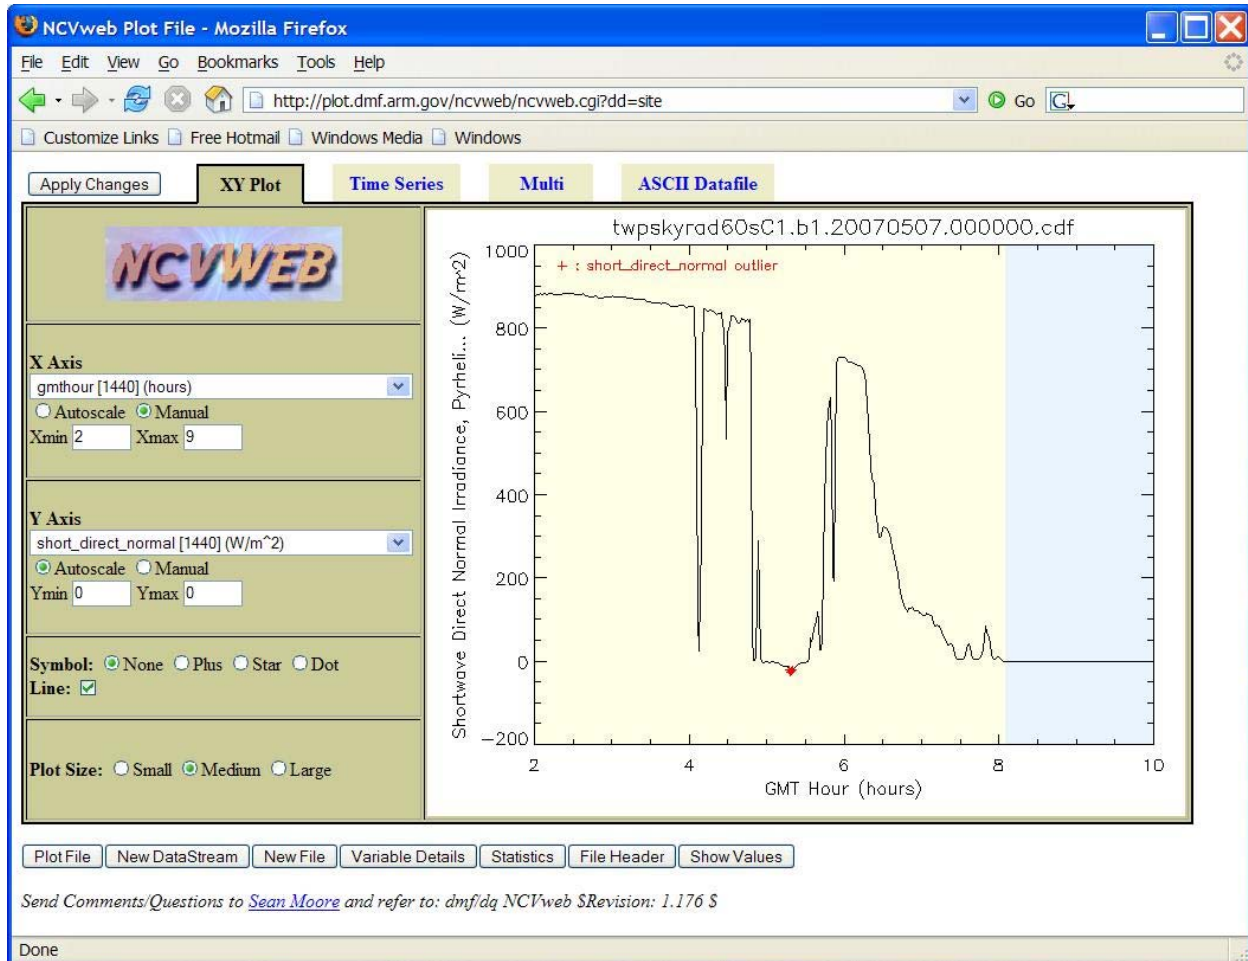 NCVweb Plot File - Mozilla Firefox
File Edit View Go Bookmarks Tools Help
http://plot.dmf.arm.gov/ncvweb/ncvweb.cgi?dd=site Go G
Customize Links Free Hotmail Windows Media Windows
Apply Changes XY Plot Time Series Multi ASCII Datafile
NCVWEB
X Axis
gmthour [1440] (hours)
Autoscale Manual
Xmin 2 Xmax 9
Y Axis
short_direct_normal [1440] (W/m^2)
Autoscale Manual
Ymin 0 Ymax 0
Symbol: None Plus Star Dot
Line:
Plot Size: Small Medium Large
twpskyrad60sC1.b1.20070507.000000.cdf
+ : short_direct_normal outlier
Shortwave Direct Normal Irradiance, Pyrheli... (W/m^2)
1000
800
600
400
200
0
-200
2 4 6 8 10
GMT Hour (hours)
Plot File New DataStream New File Variable Details Statistics File Header Show Values
Send Comments/Questions to Sean Moore and refer to: dmf/dq NCVweb $Revision: 1.176 $
Done